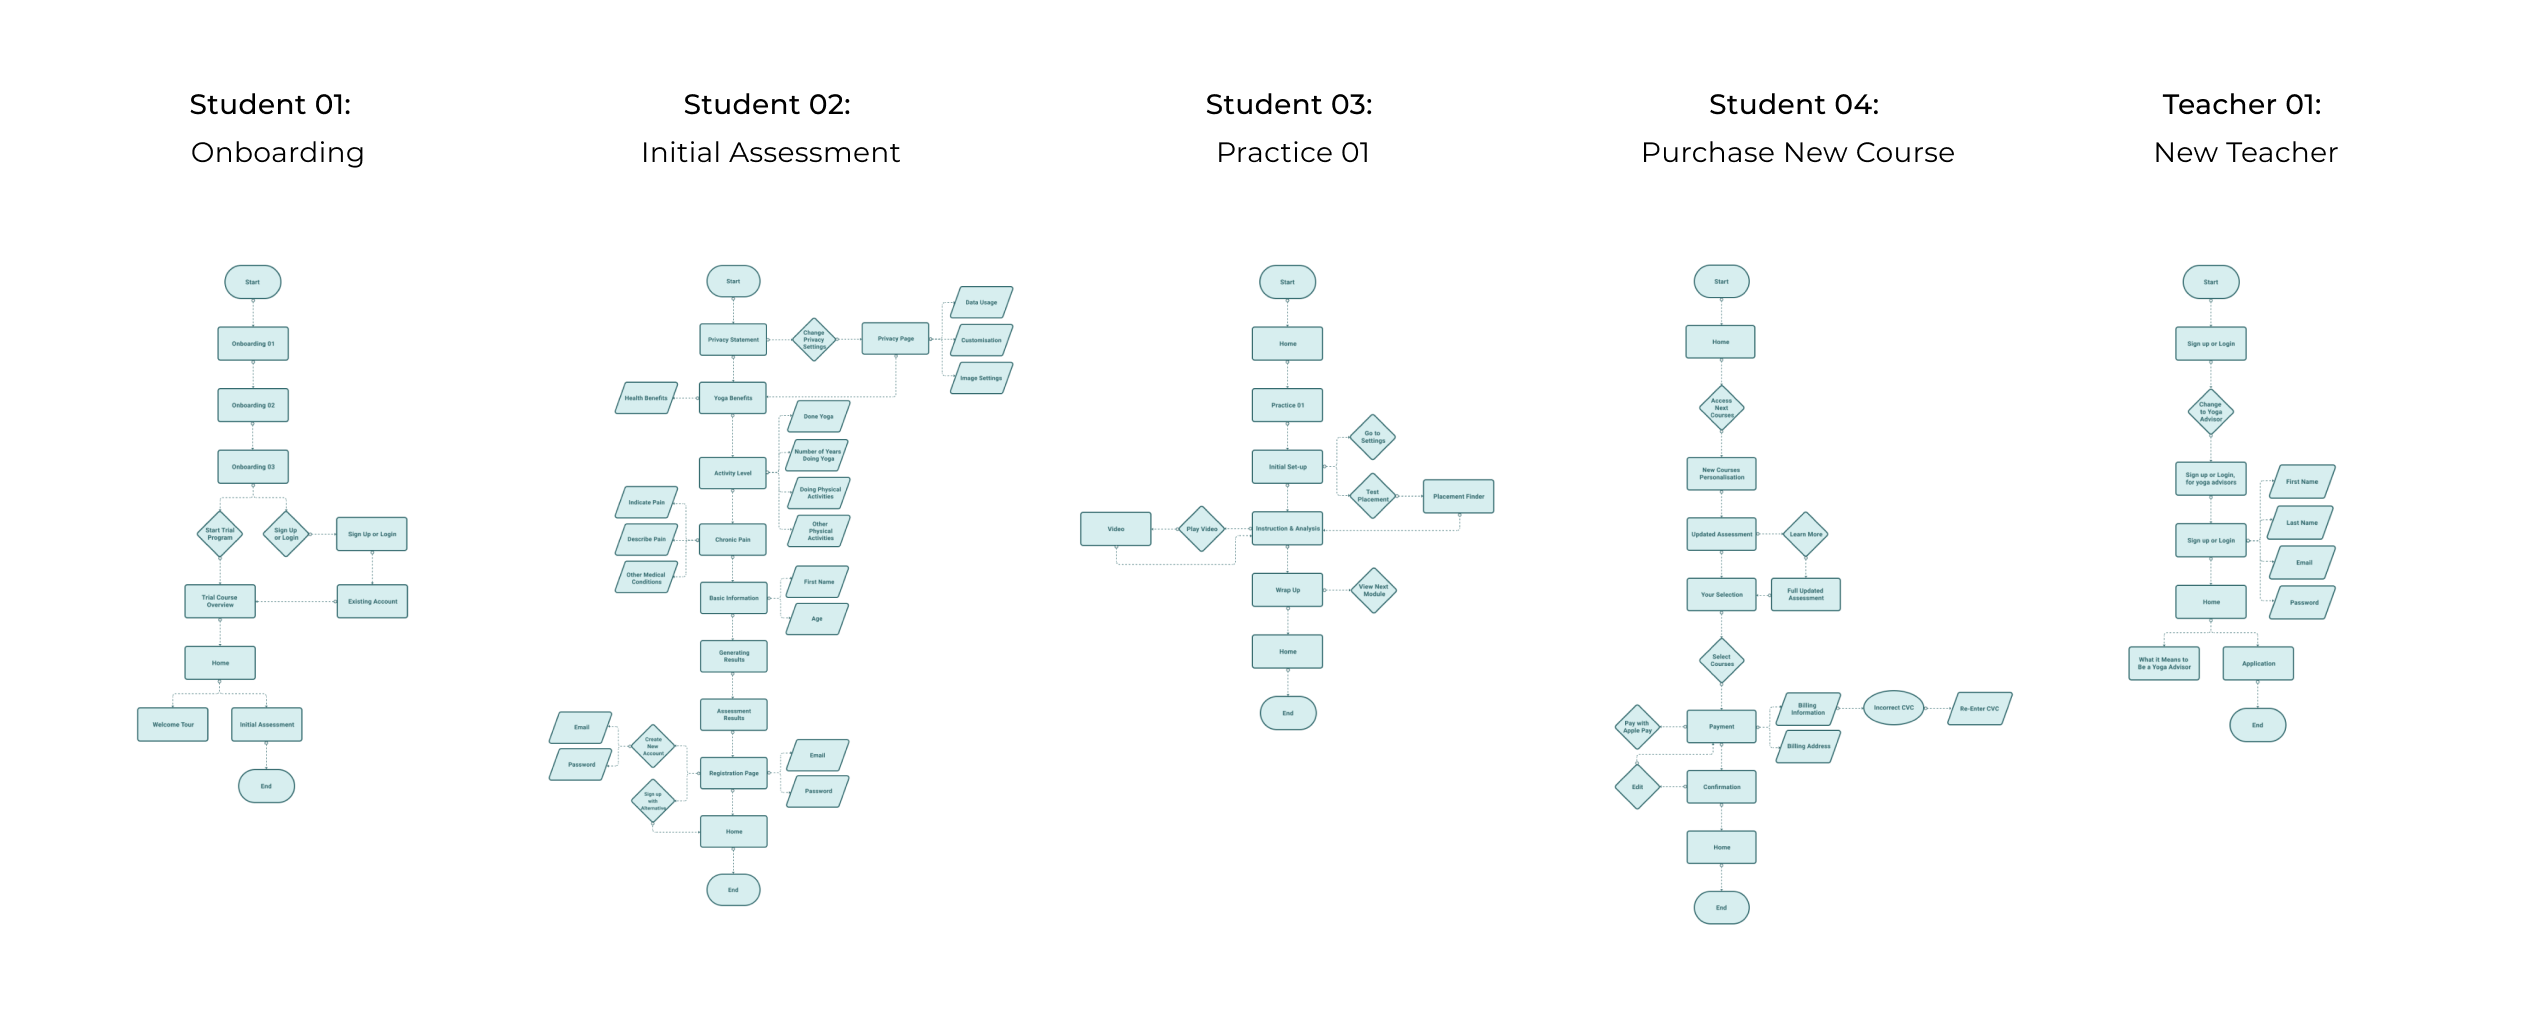 Student 01:
Onboarding
Start
Onboarding 01
Onboarding 02
Onboarding 03
Start Trial
Program
Sign Up
or Login
Sign Up or Login
Trial Course
Overview
Existing Account
Home
Welcome Tour
Initial Assessment
End
Student 02:
Initial Assessment
Start
Privacy Statement
Change
Privacy
Settings
Privacy Page
Data Usage
Customisation
Image Settings
Health Benefits
Yoga Benefits
Done Yoga
Number of Years
Doing Yoga
Activity Level
Doing Physical
Activities
Other
Physical
Activities
Indicate Pain
Describe Pain
Other Medical
Conditions
Chronic Pain
Basic Information
First Name
Age
Generating
Results
Assessment
Results
Email
Password
Create
New
Account
Sign up
with
Alternative
Registration Page
Email
Password
Home
End
Student 03:
Practice 01
Start
Home
Practice 01
Initial Set-up
Go to
Settings
Test
Placement
Placement Finder
Video
Play Video
Instruction & Analysis
Wrap Up
View Next
Module
Home
End
Student 04:
Purchase New Course
Start
Home
Access
Next
Courses
New Courses
Personalisation
Updated Assessment
Learn More
Your Selection
Full Updated
Assessment
Select
Courses
Pay with
Apple Pay
Payment
Billing
Information
Incorrect CVC
Re-Enter CVC
Billing Address
Edit
Confirmation
Home
End
Teacher 01:
New Teacher
Start
Sign up or Login
Change
to Yoga
Advisor
Sign up or Login,
for yoga advisors
First Name
Last Name
Sign up or Login
Email
Password
Home
What it Means to
Be a Yoga Advisor
Application
End